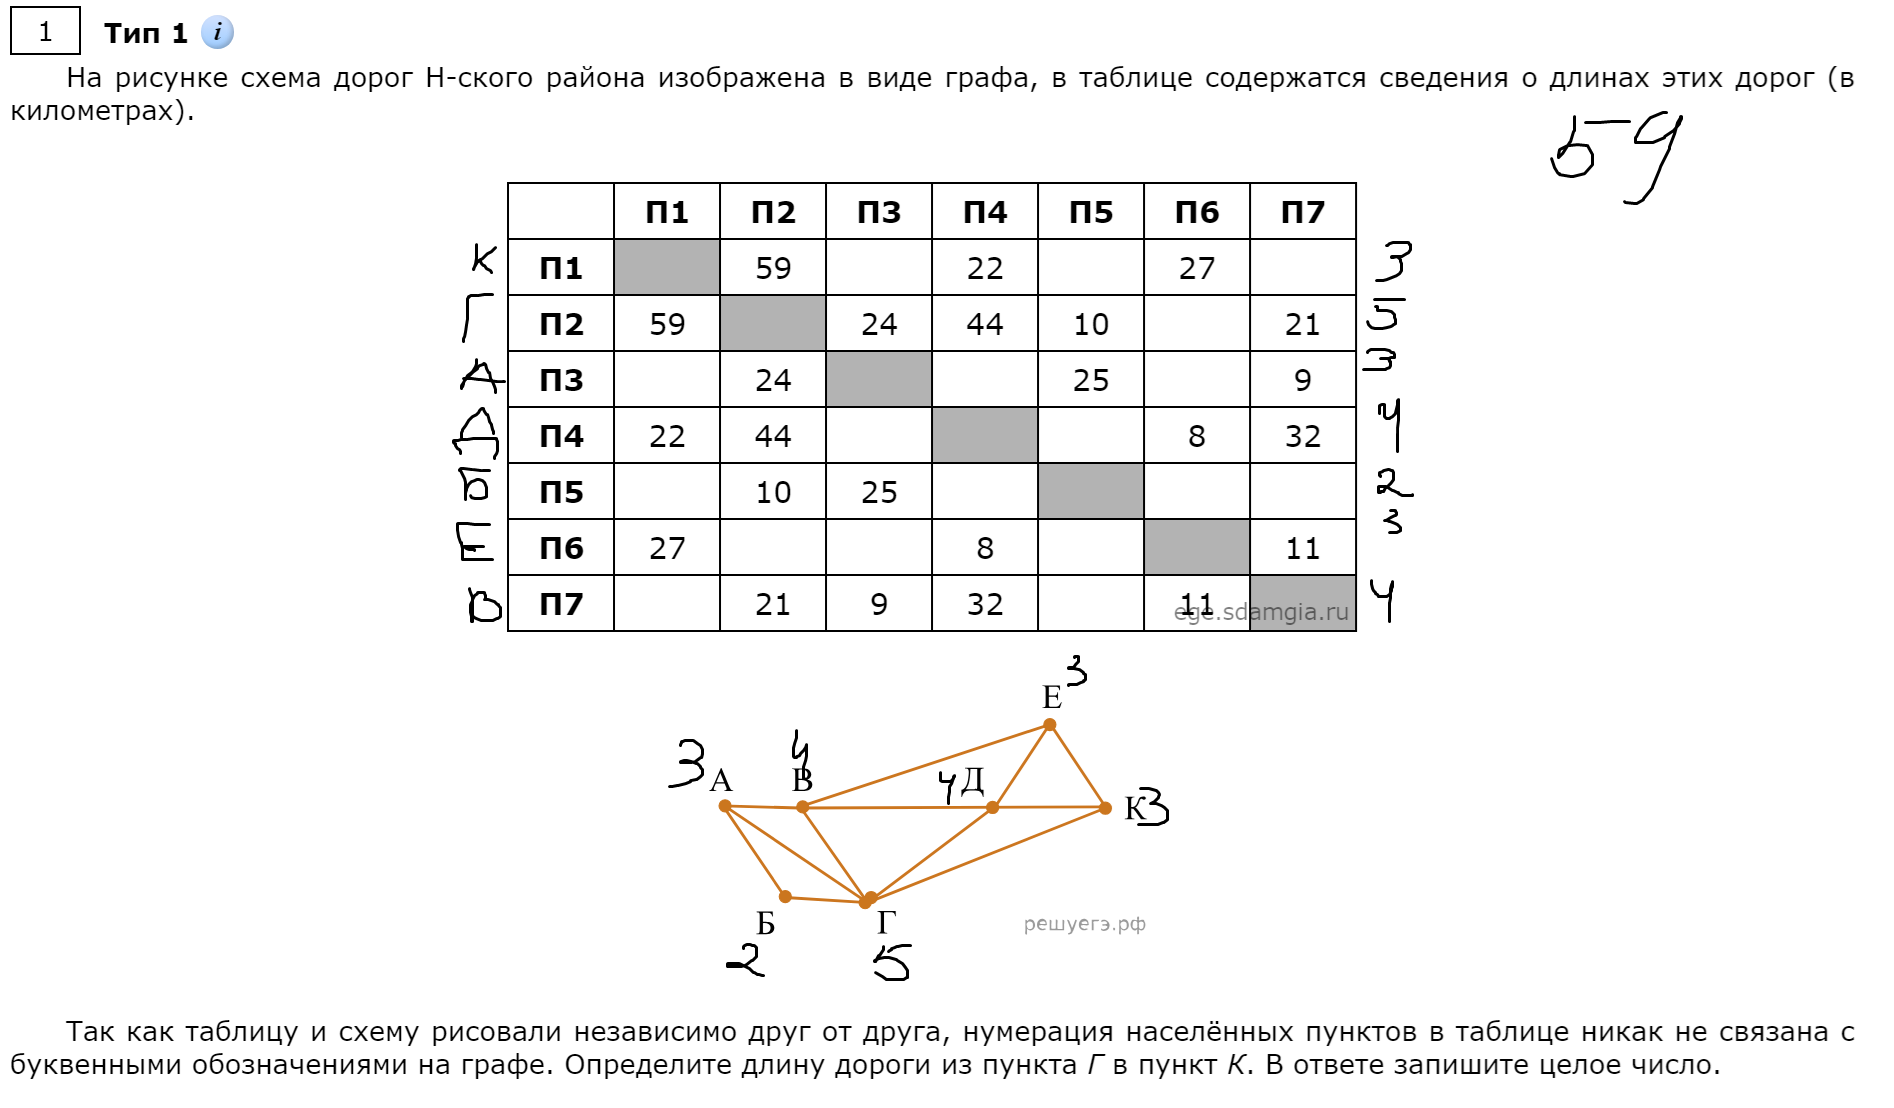 1 Тип 1 i
На рисунке схема дорог Н-ского района изображена в виде графа, в таблице содержатся сведения о длинах этих дорог (в
километрах).
59
П1 П2 П3 П4 П5 П6 П7
К П1 59 22 27 3
Г П2 59 24 44 10 21 5
А П3 24 25 9 3
Д П4 22 44 8 32 4
Б П5 10 25 2
Е П6 27 8 11 3
В П7 21 9 32 11 4
ege.sdamgia.ru
Е 3
3 А 4 В 4 Д К 3
Б Г
решуегэ.рф
2 5
Так как таблицу и схему рисовали независимо друг от друга, нумерация населённых пунктов в таблице никак не связана с
буквенными обозначениями на графе. Определите длину дороги из пункта Г в пункт К. В ответе запишите целое число.